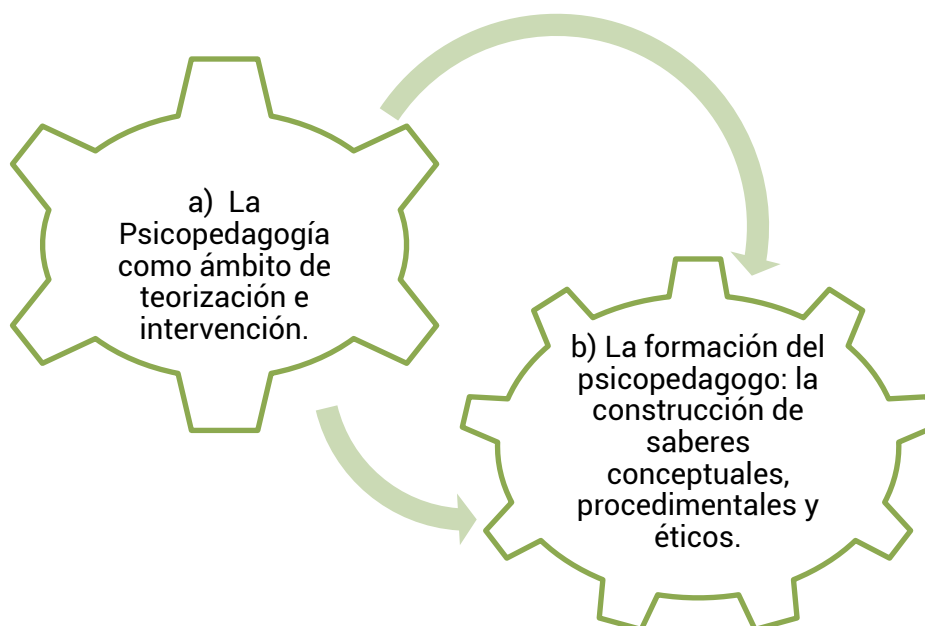 a) La
Psicopedagogía
como ámbito de
teorización e
intervención.
b) La formación del
psicopedagogo: la
construcción de
saberes
conceptuales,
procedimentales y
éticos.